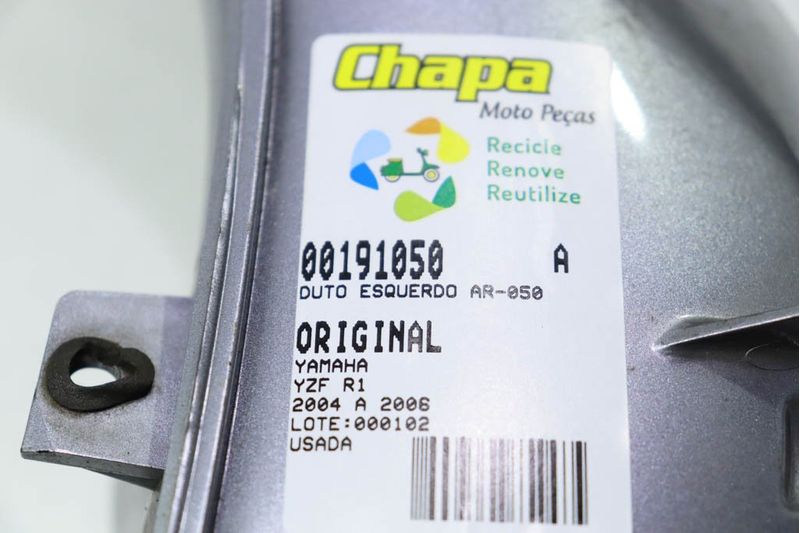 Chapa
Moto Peças
Recicle
Renove
Reutilize
00191050 A
DUTO ESQUERDO AR-050
ORIGINAL
YAMAHA
YZF R1
2004 A 2006
LOTE:000102
USADA